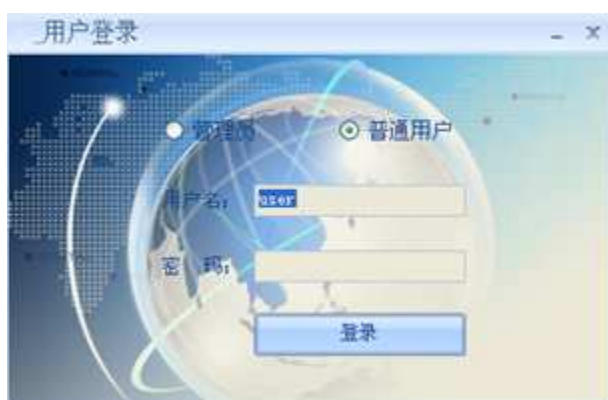 用户登录
管理员 普通用户
用户名：user
密 码：
登录